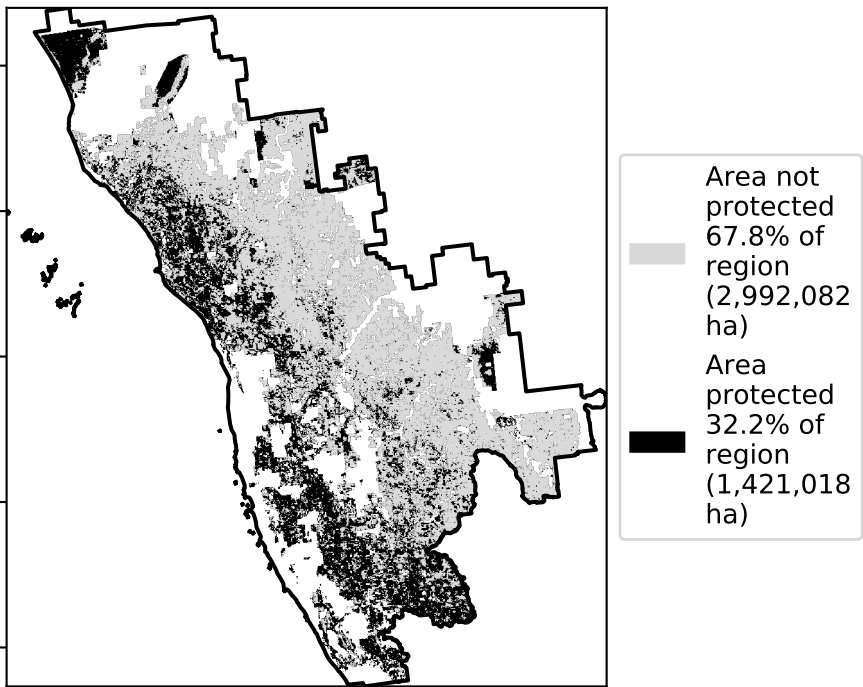 Area not
protected
67.8% of
region
(2,992,082
ha)
Area
protected
32.2% of
region
(1,421,018
ha)